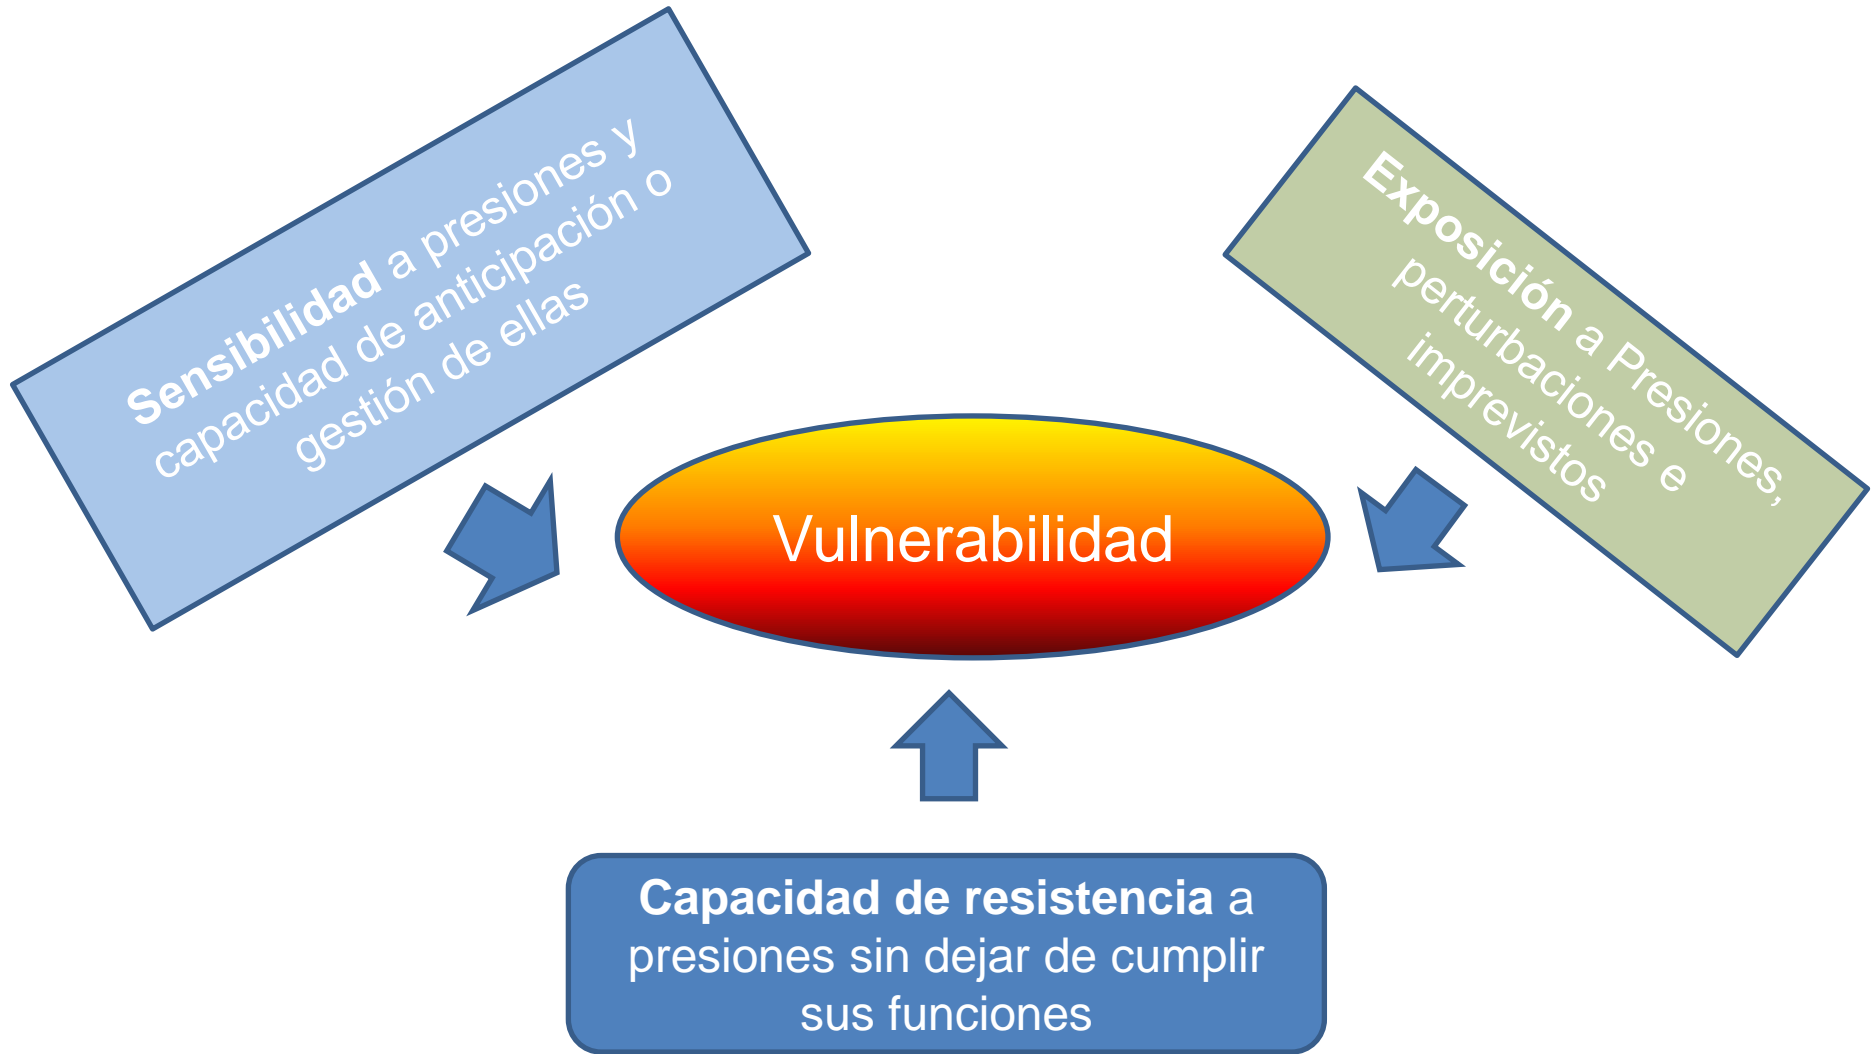 Sensibilidad a presiones y
capacidad de anticipación o
gestión de ellas
Exposición a Presiones,
perturbaciones e
imprevistos
Vulnerabilidad
Capacidad de resistencia a
presiones sin dejar de cumplir
sus funciones